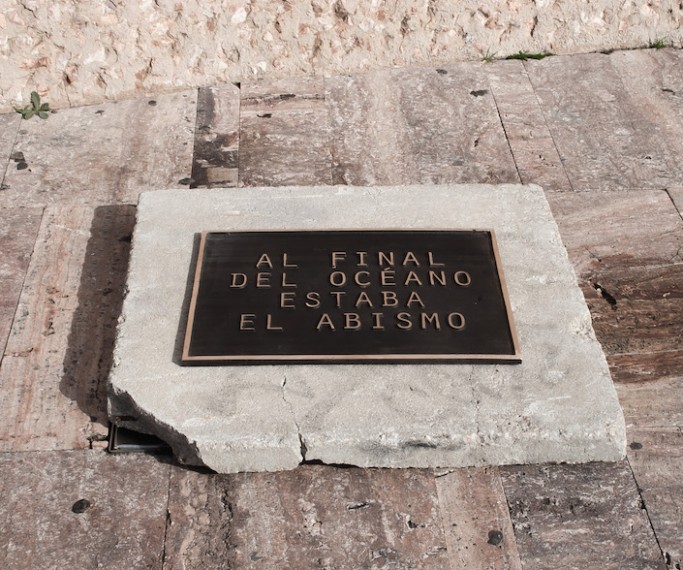 AL FINAL
DEL OCÉANO
ESTABA
EL ABISMO